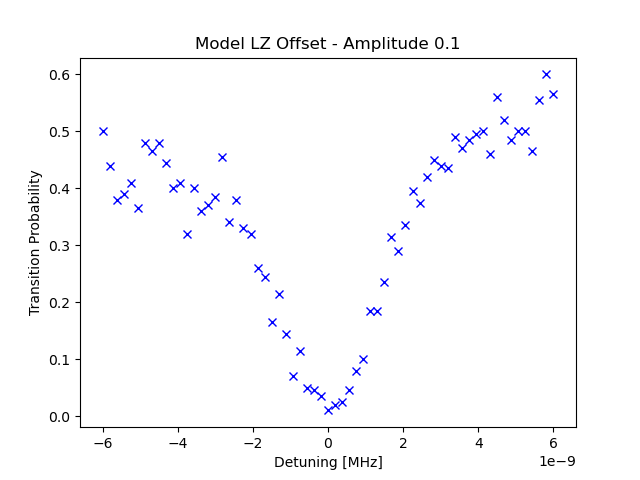 Model LZ Offset - Amplitude 0.1
0.6
0.5
0.4
0.3
0.2
0.1
0.0
Transition Probability
−6 −4 −2 0 2 4 6
1e−9
Detuning [MHz]